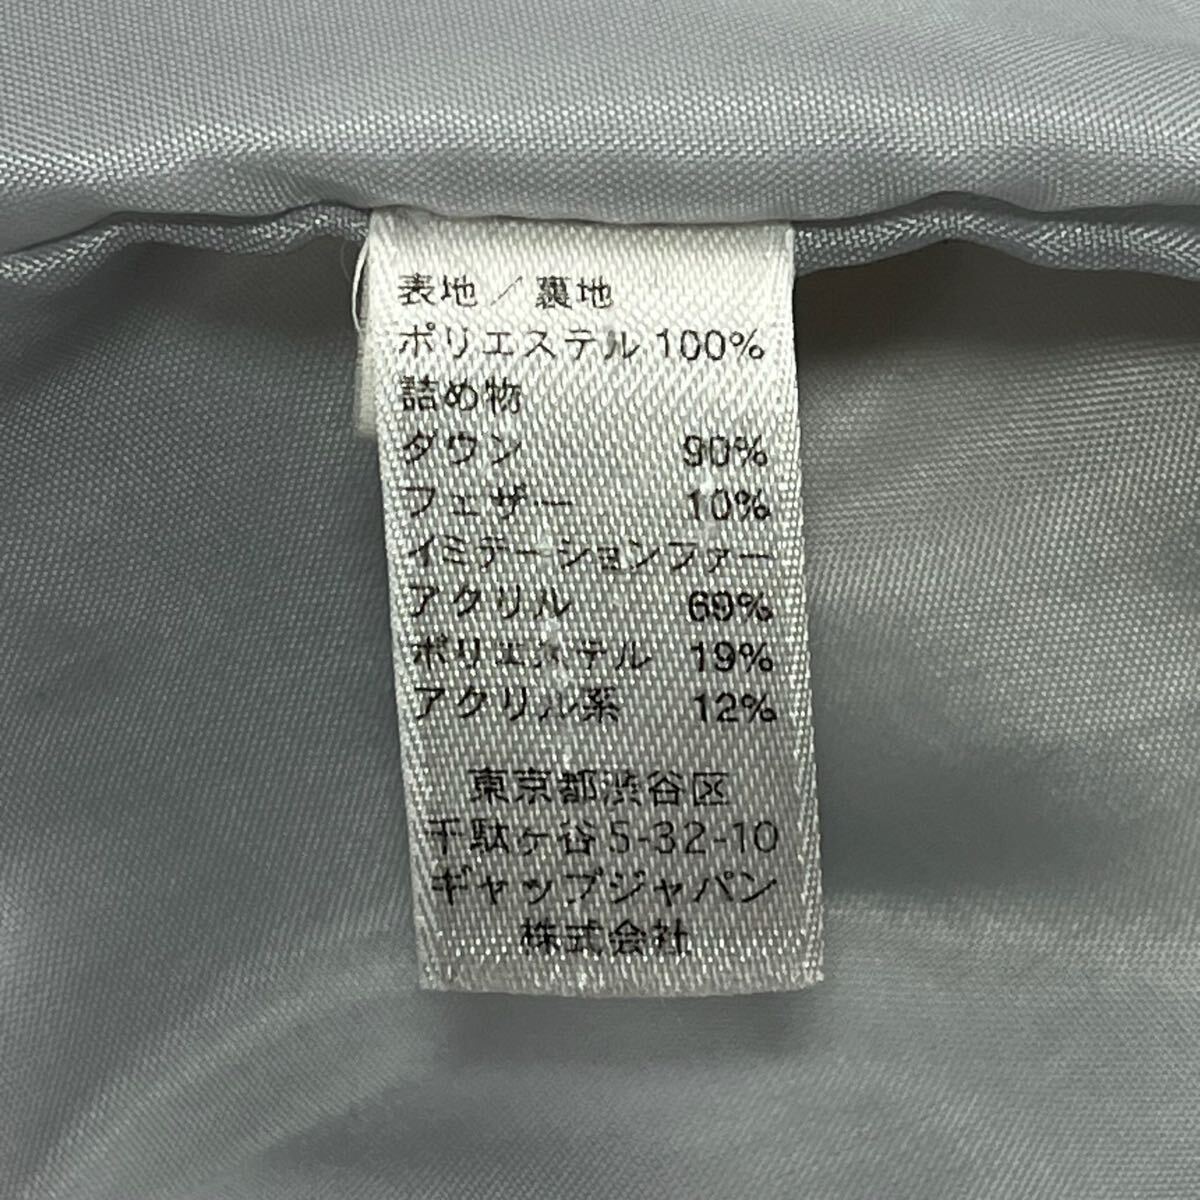 表地／裏地
ポリエステル 100%
詰め物
ダウン 90%
フェザー 10%
イミテーションファー
アクリル 69%
ポリエステル 19%
アクリル系 12%
東京都渋谷区
千駄ヶ谷 5-32-10
ギャップジャパン
株式会社